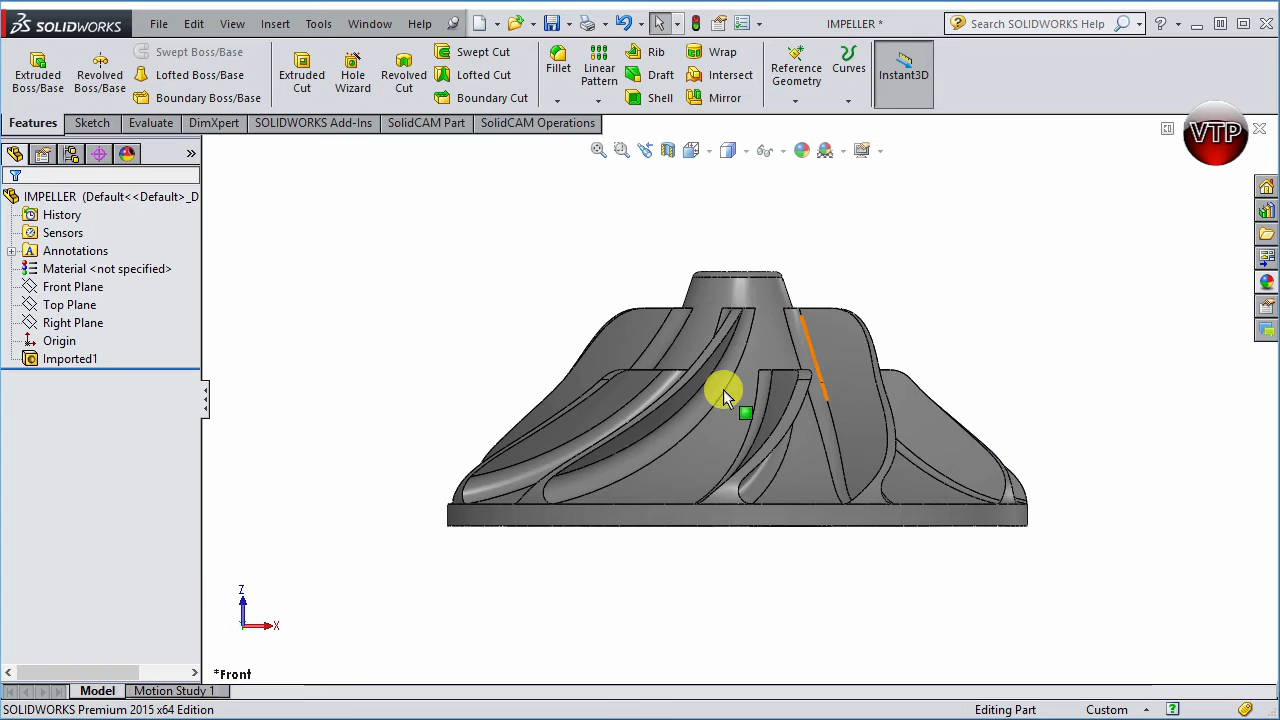 SOLIDWORKS File Edit View Insert Tools Window Help IMPELLER * Search SOLIDWORKS Help
Extruded Boss/Base
Revolved Boss/Base
Swept Boss/Base
Lofted Boss/Base
Boundary Boss/Base
Extruded Cut
Hole Wizard
Revolved Cut
Swept Cut
Lofted Cut
Boundary Cut
Fillet
Linear Pattern
Rib
Draft
Shell
Wrap
Intersect
Mirror
Reference Geometry
Curves
Instant3D
Features Sketch Evaluate DimXpert SOLIDWORKS Add-Ins SolidCAM Part SolidCAM Operations
VTP
IMPELLER (Default<<Default>_D
History
Sensors
A Annotations
Material <not specified>
Front Plane
Top Plane
Right Plane
Origin
Imported1
Z
X
*Front
Model Motion Study 1
SOLIDWORKS Premium 2015 x64 Edition Editing Part Custom